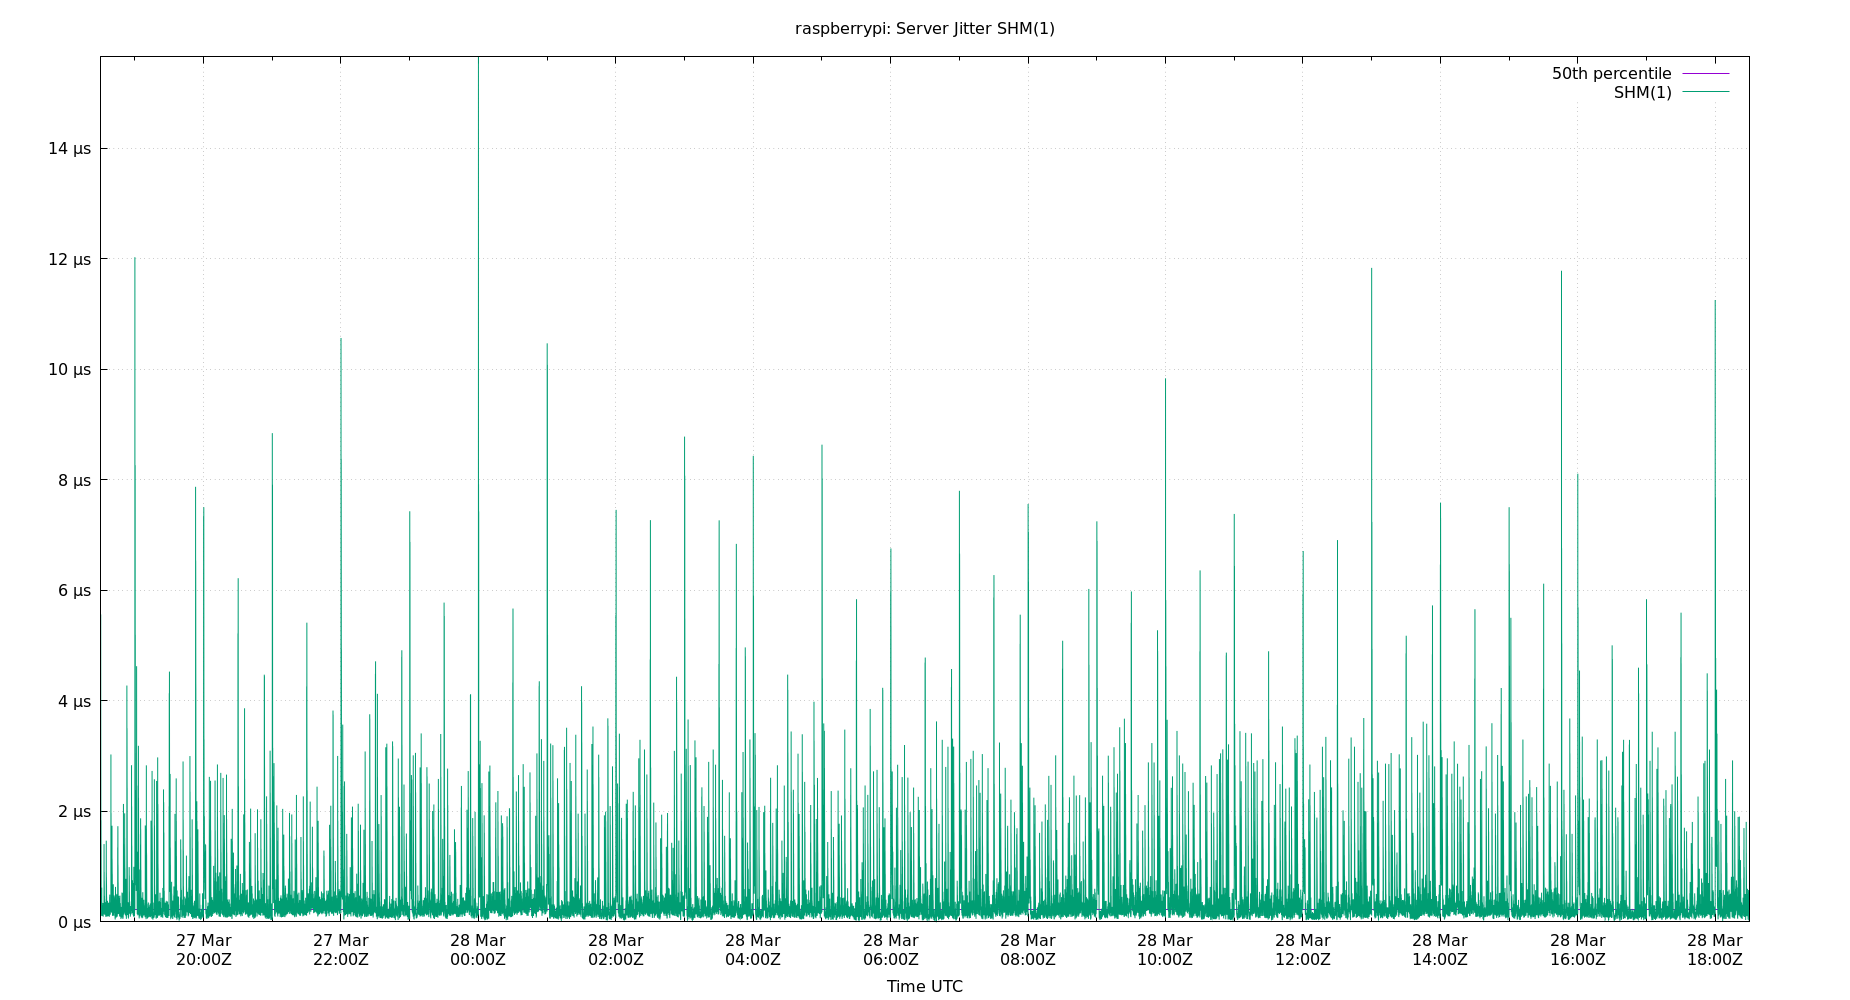 raspberrypi: Server Jitter SHM(1)
50th percentile
SHM(1)
14 µs
12 µs
10 µs
8 µs
6 µs
4 µs
2 µs
0 µs
27 Mar 27 Mar 28 Mar 28 Mar 28 Mar 28 Mar 28 Mar 28 Mar 28 Mar 28 Mar 28 Mar 28 Mar
20:00Z 22:00Z 00:00Z 02:00Z 04:00Z 06:00Z 08:00Z 10:00Z 12:00Z 14:00Z 16:00Z 18:00Z
Time UTC